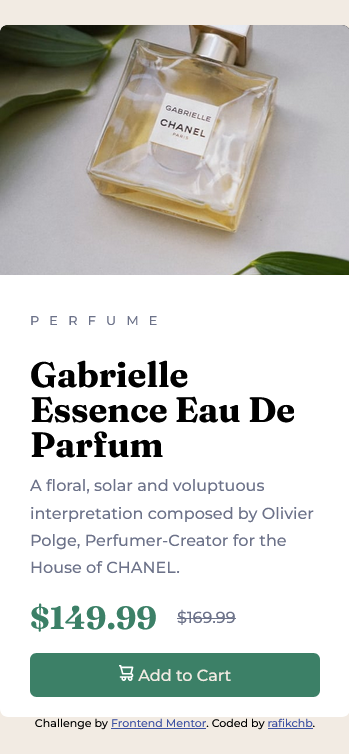 GABRIELLE
CHANEL
PARIS
PERFUME
Gabrielle
Essence Eau De
Parfum
A floral, solar and voluptuous
interpretation composed by Olivier
Polge, Perfumer-Creator for the
House of CHANEL.
$149.99 $169.99
Add to Cart
Challenge by Frontend Mentor. Coded by rafikchb.